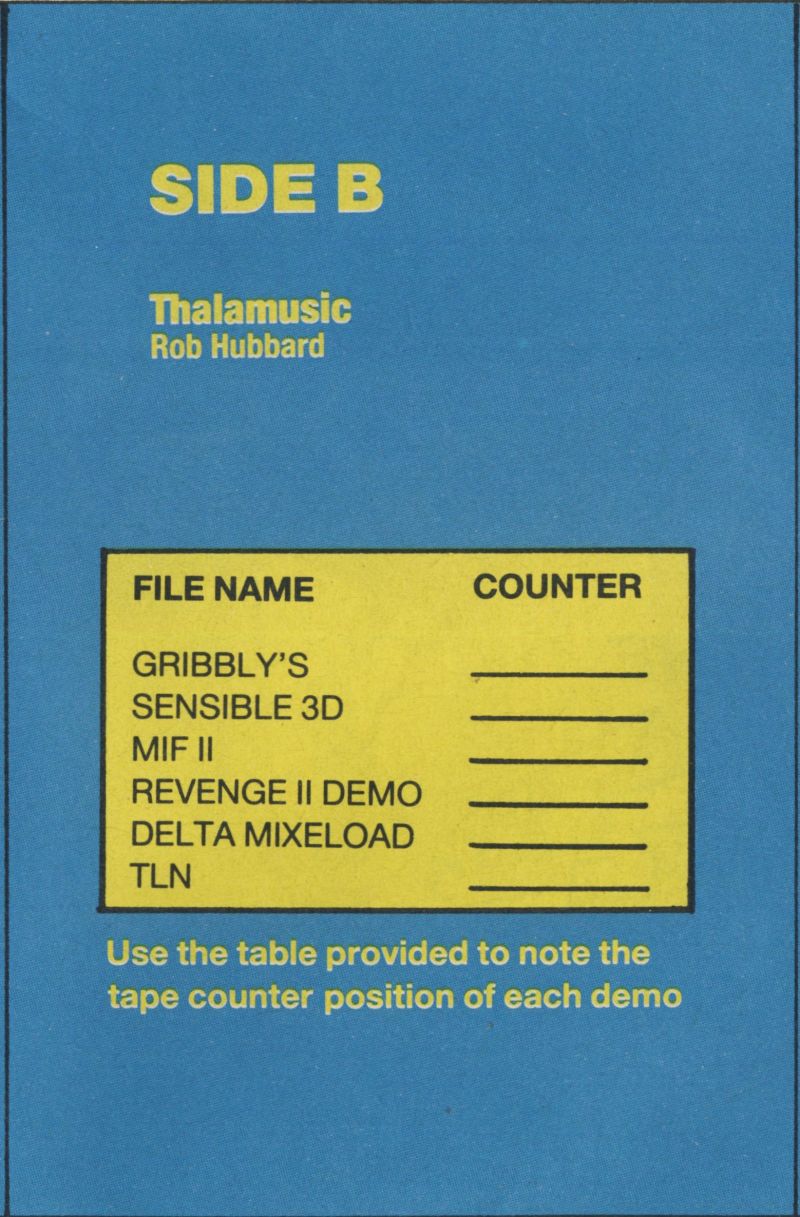 SIDE B
Thalamusic
Rob Hubbard
FILE NAME COUNTER
GRIBBLY'S
SENSIBLE 3D
MIF II
REVENGE II DEMO
DELTA MIXELOAD
TLN
Use the table provided to note the
tape counter position of each demo